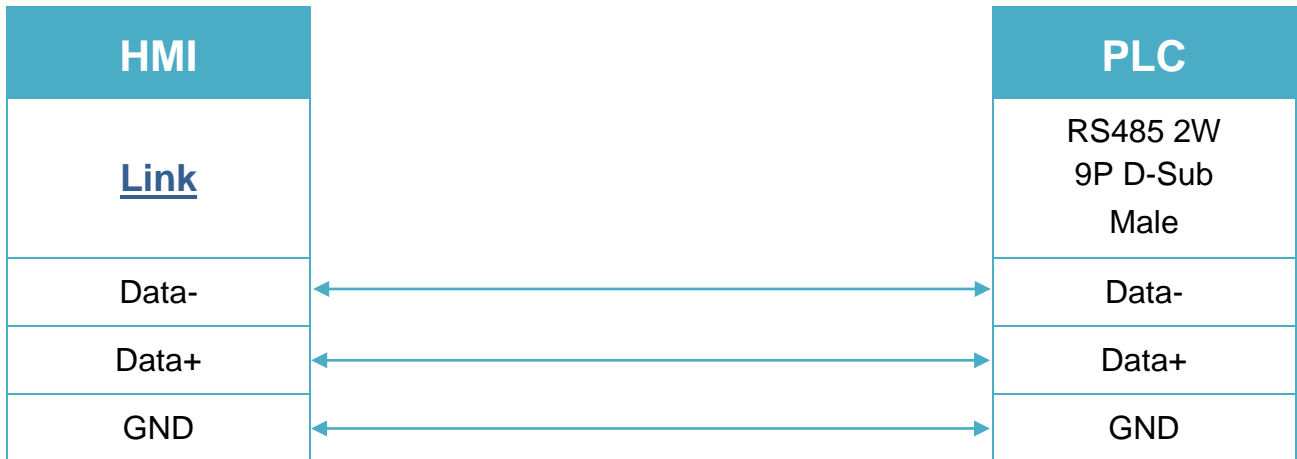 HMI PLC
Link
RS485 2W
9P D-Sub
Male
Data- Data-
Data+ Data+
GND GND